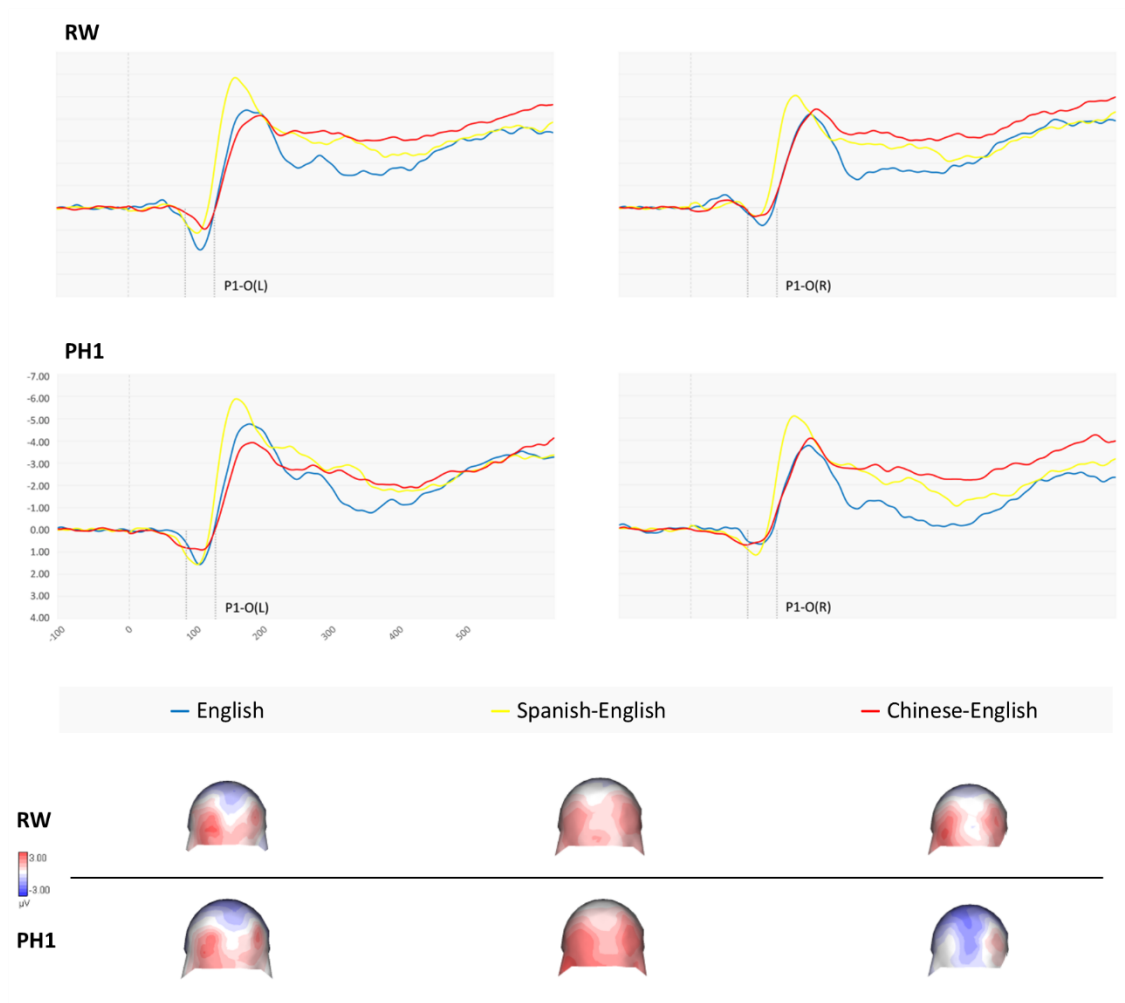 RW
P1-O(L)
P1-O(R)
PH1
-7.00
-6.00
-5.00
-4.00
-3.00
-2.00
-1.00
0.00
1.00
2.00
3.00
4.00
P1-O(L)
P1-O(R)
-100 0 100 200 300 400 500
English Spanish-English Chinese-English
RW
3.00
-3.00
μV
PH1